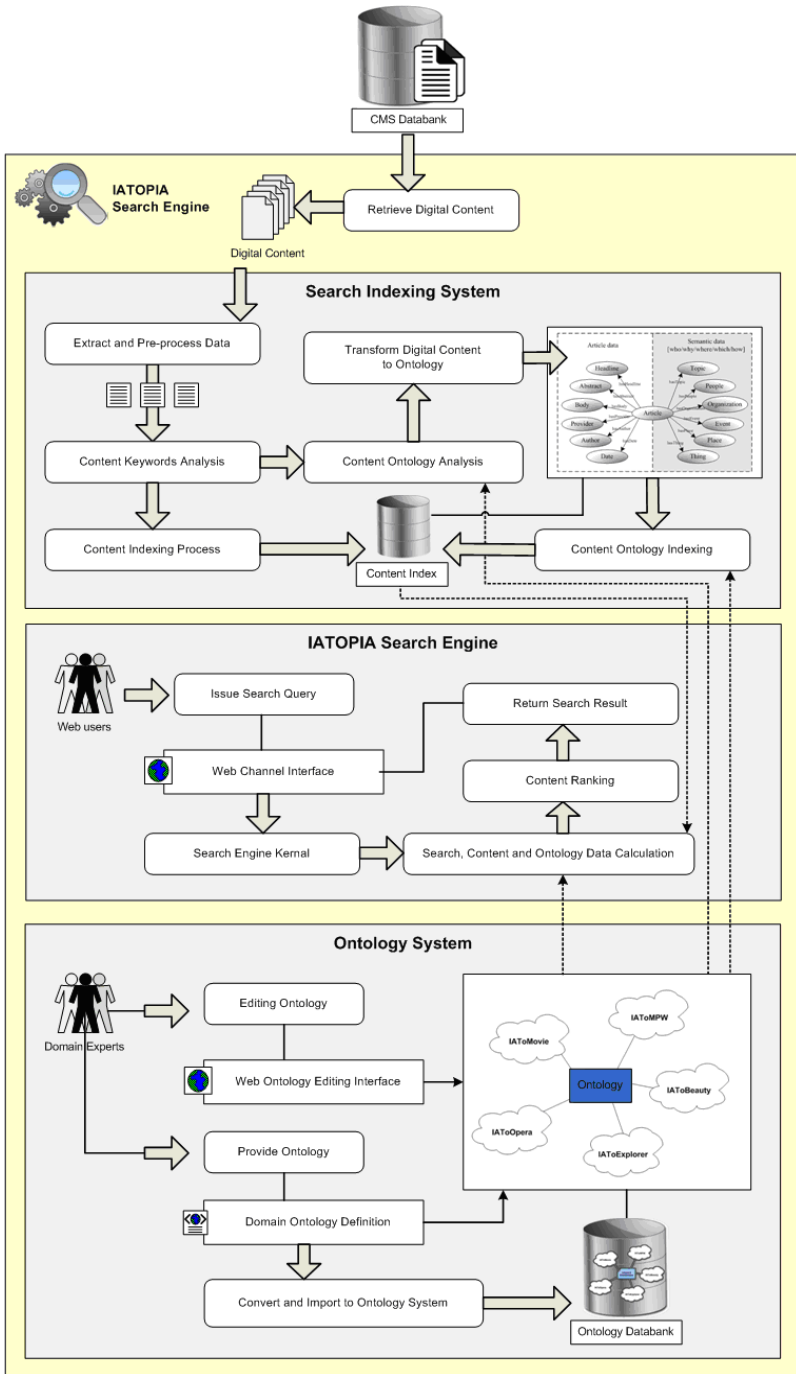 CMS Databank
IATOPIA
Search Engine
Retrieve Digital Content
Digital Content
Search Indexing System
Extract and Pre-process Data
Transform Digital Content
to Ontology
Article data
Semantic data
[who/why/where/which/how]
Headline
Abstract
Body
Provider
Author
Date
Article
Topic
People
Organization
Event
Place
Thing
Content Keywords Analysis
Content Ontology Analysis
Content Indexing Process
Content Index
Content Ontology Indexing
IATOPIA Search Engine
Web users
Issue Search Query
Return Search Result
Web Channel Interface
Content Ranking
Search Engine Kernal
Search, Content and Ontology Data Calculation
Ontology System
Domain Experts
Editing Ontology
Web Ontology Editing Interface
Provide Ontology
Domain Ontology Definition
Convert and Import to Ontology System
IAToMovie
IAToMPW
Ontology
IAToBeauty
IAToOpera
IAToExplorer
Ontology Databank